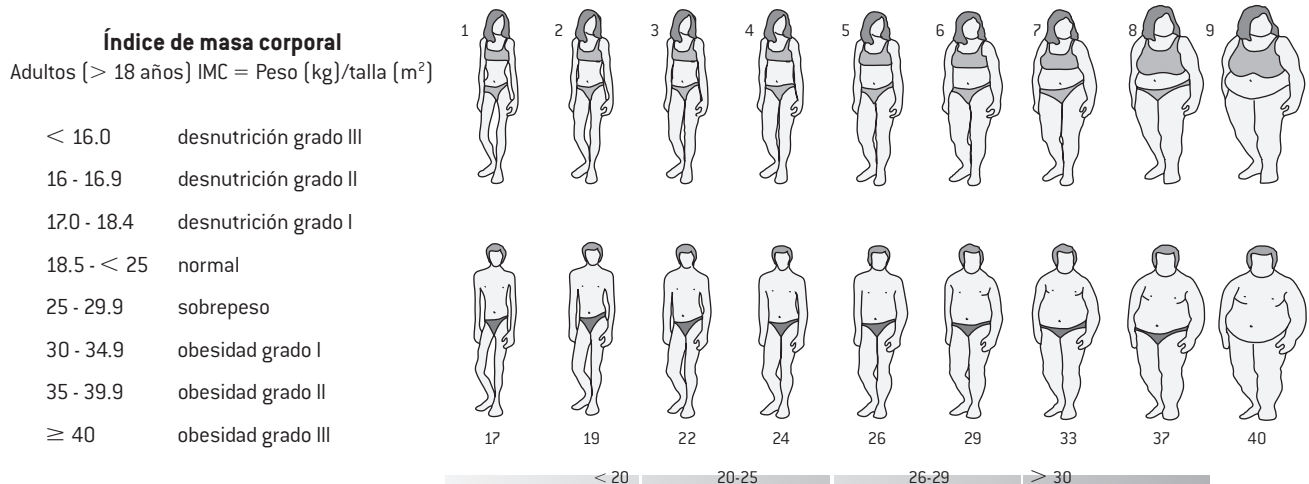 Índice de masa corporal
Adultos (> 18 años) IMC = Peso (kg)/talla (m²)
< 16.0 desnutrición grado III
16 - 16.9 desnutrición grado II
17.0 - 18.4 desnutrición grado I
18.5 - < 25 normal
25 - 29.9 sobrepeso
30 - 34.9 obesidad grado I
35 - 39.9 obesidad grado II
≥ 40 obesidad grado III
1 2 3 4 5 6 7 8 9
17 19 22 24 26 29 33 37 40
< 20 20-25 26-29 > 30